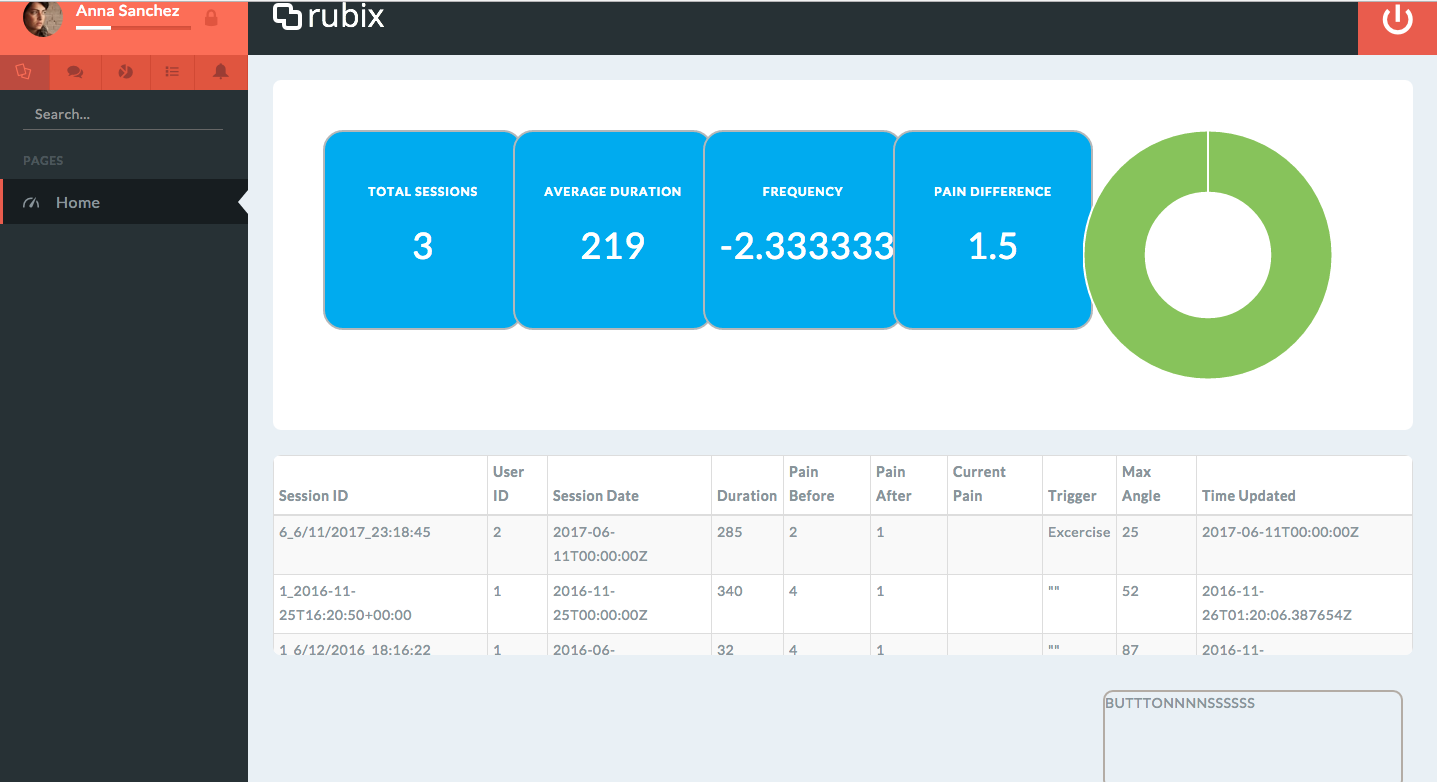 Anna Sanchez
rubix
Search...
PAGES
Home
TOTAL SESSIONS
3
AVERAGE DURATION
219
FREQUENCY
-2.333333
PAIN DIFFERENCE
1.5
Session ID
User
ID
Session Date
Duration
Pain
Before
Pain
After
Current
Pain
Trigger
Max
Angle
Time Updated
6_6/11/2017_23:18:45
2
2017-06-
11T00:00:00Z
285
2
1
Excercise
25
2017-06-11T00:00:00Z
1_2016-11-
25T16:20:50+00:00
1
2016-11-
25T00:00:00Z
340
4
1
""
52
2016-11-
26T01:20:06.387654Z
1_6/12/2016_18:16:22
1
2016-06-
32
4
1
""
87
2016-11-
BUTTTONNNNSSSSSS